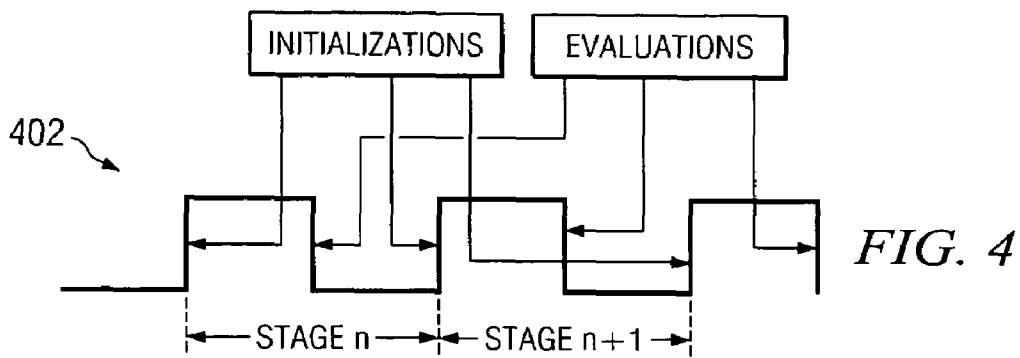 INITIALIZATIONS
EVALUATIONS
402
FIG. 4
STAGE n
STAGE n+1